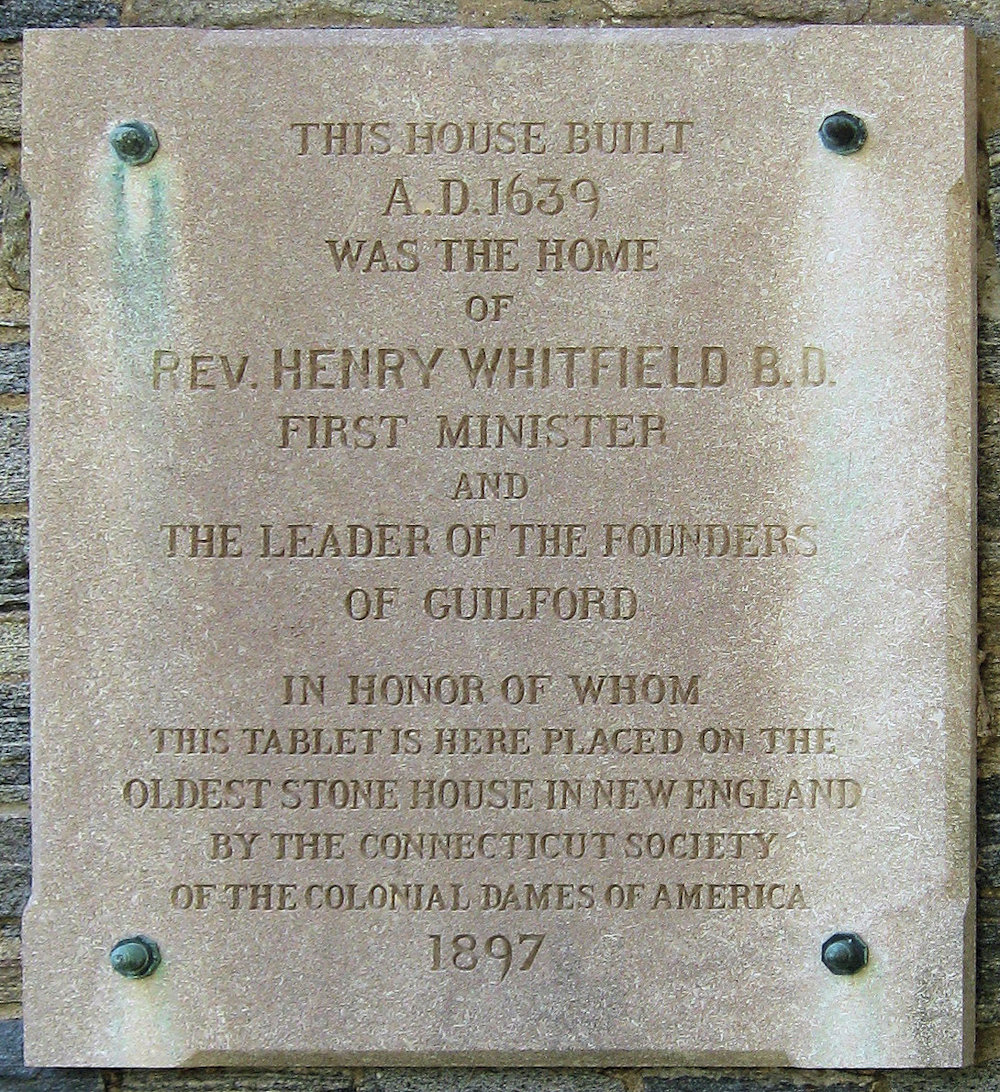 THIS HOUSE BUILT
A.D. 1639
WAS THE HOME
OF
REV. HENRY WHITFIELD B.D.
FIRST MINISTER
AND
THE LEADER OF THE FOUNDERS
OF GUILFORD
IN HONOR OF WHOM
THIS TABLET IS HERE PLACED ON THE
OLDEST STONE HOUSE IN NEW ENGLAND
BY THE CONNECTICUT SOCIETY
OF THE COLONIAL DAMES OF AMERICA
1897